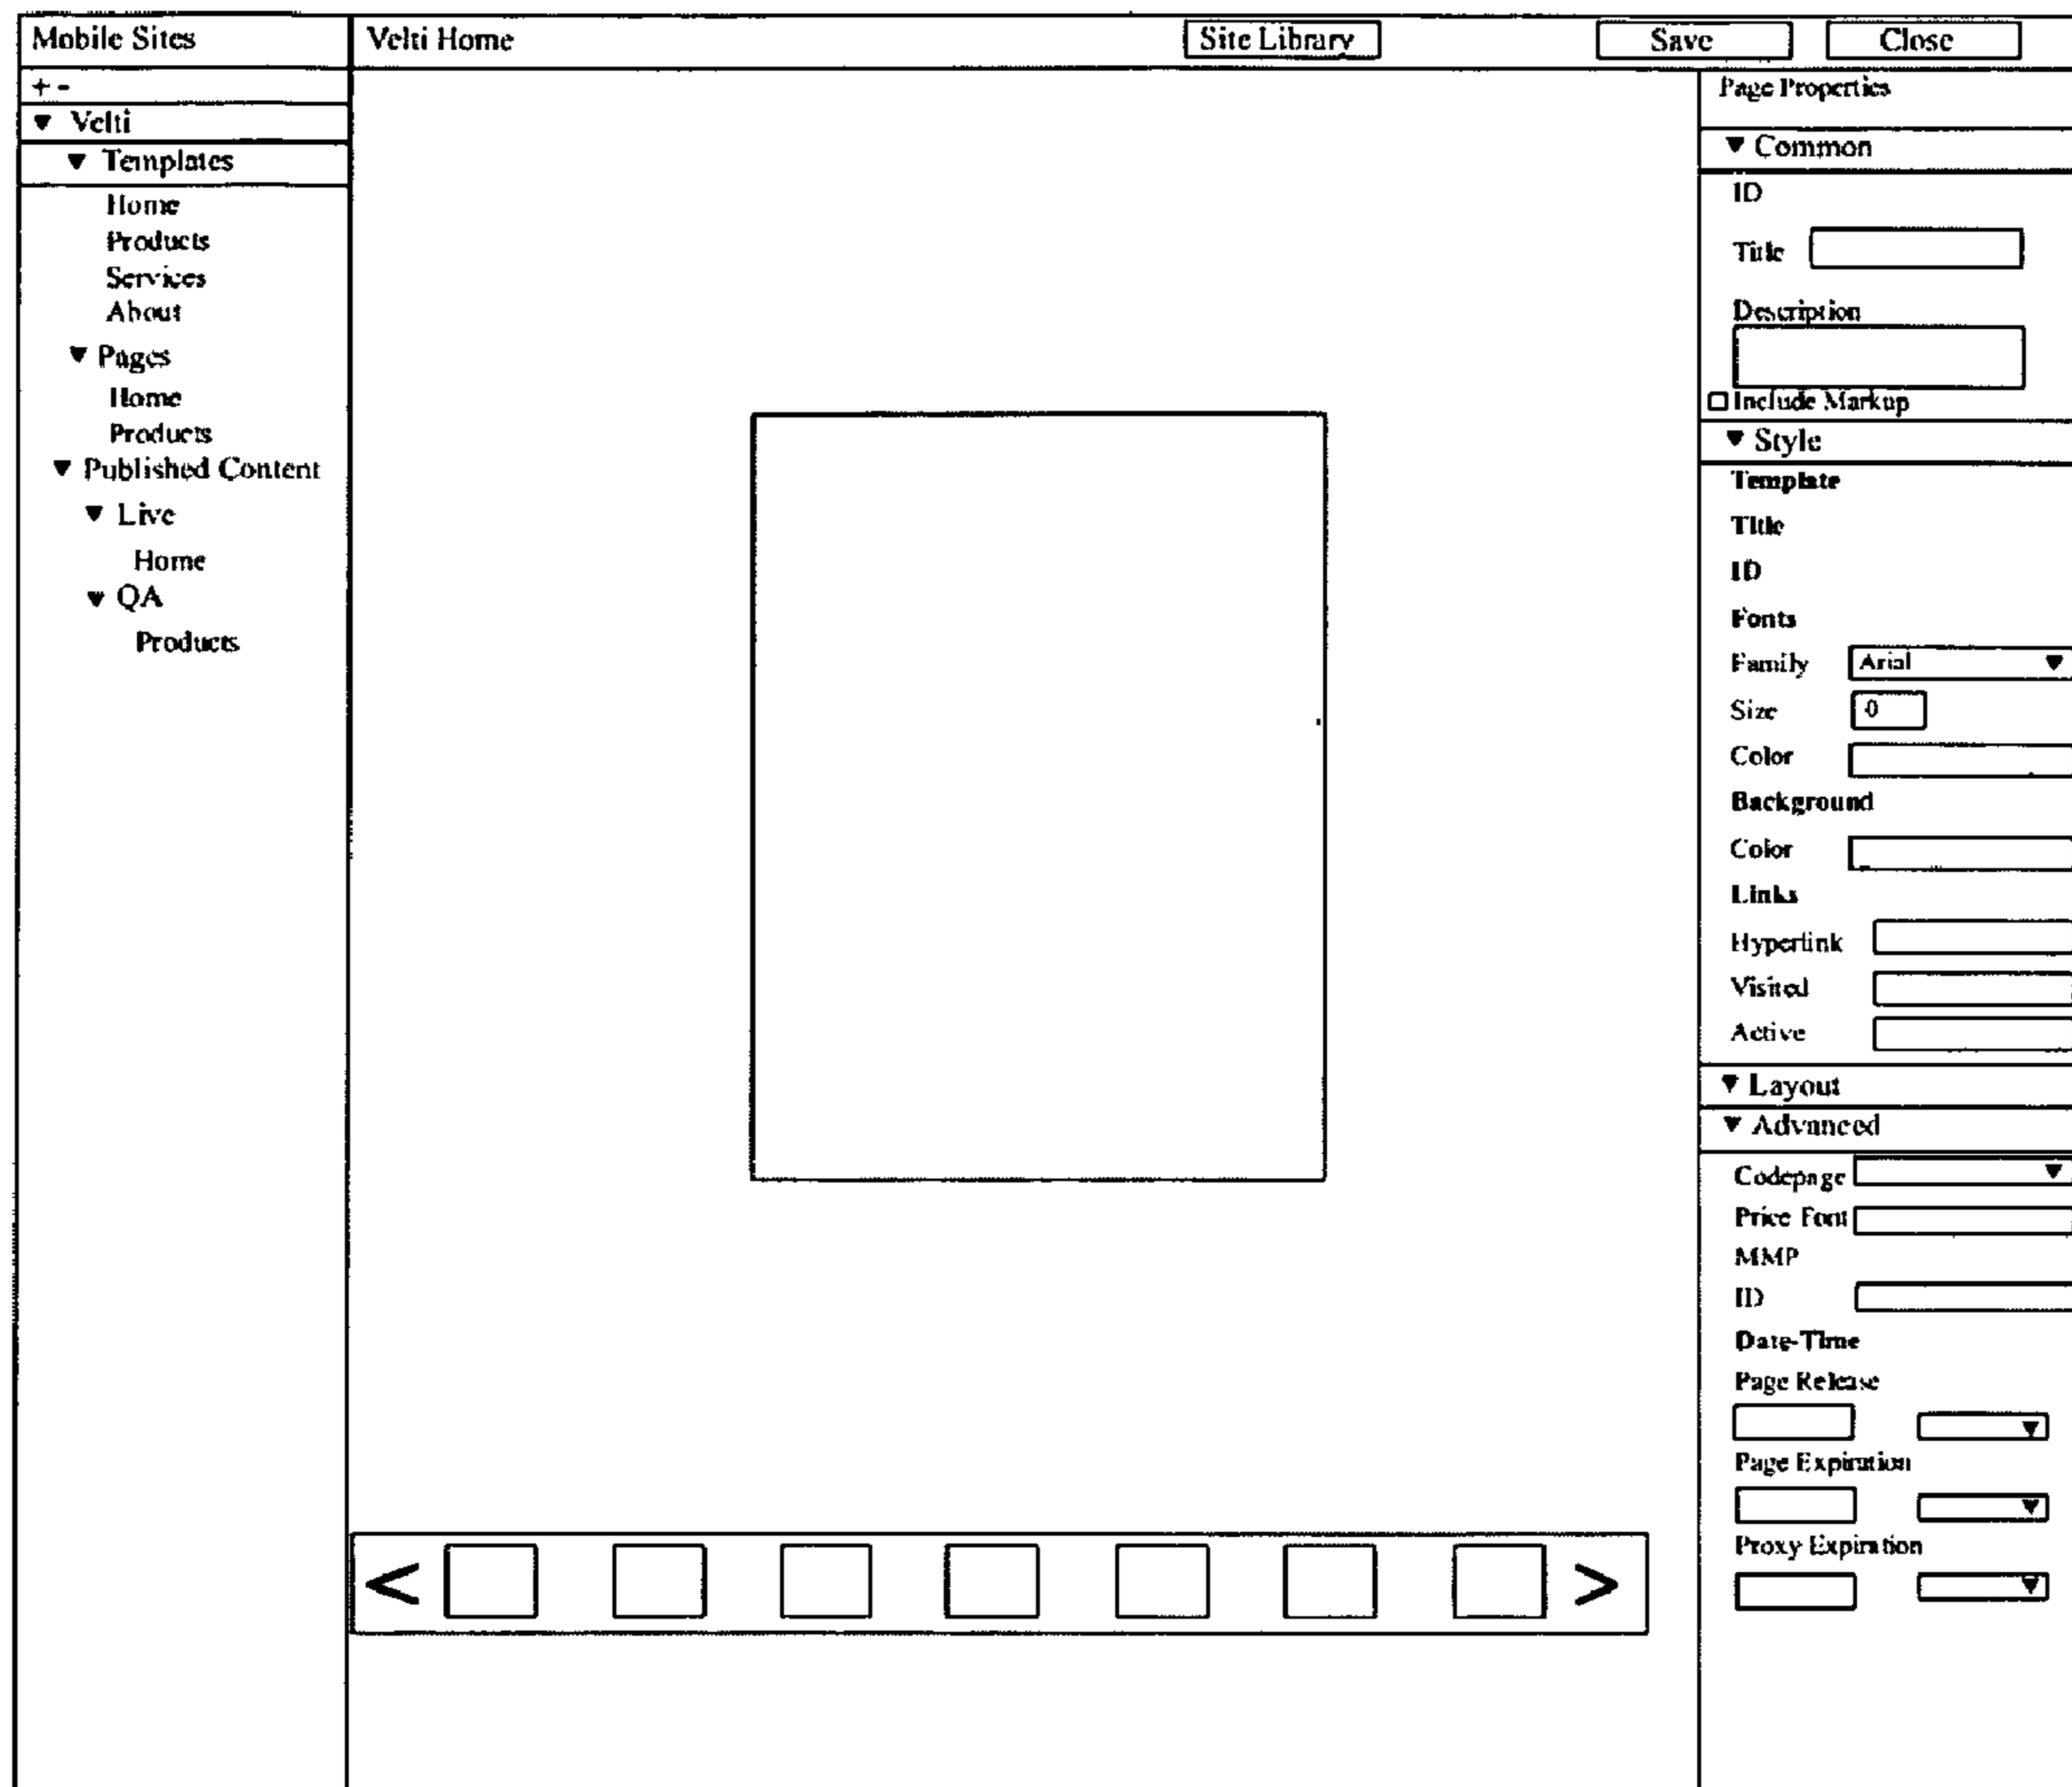 Mobile Sites
Velti Home
Site Library
Save
Close
+ -
Velti
Templates
Home
Products
Services
About
Pages
Home
Products
Published Content
Live
Home
QA
Products
< >
Page Properties
Common
ID
Title
Description
Include Markup
Style
Template
Title
ID
Fonts
Family Arial
Size 0
Color
Background
Color
Links
Hyperlink
Visited
Active
Layout
Advanced
Codepage
Price Font
MMP
ID
Date-Time
Page Release
Page Expiration
Proxy Expiration